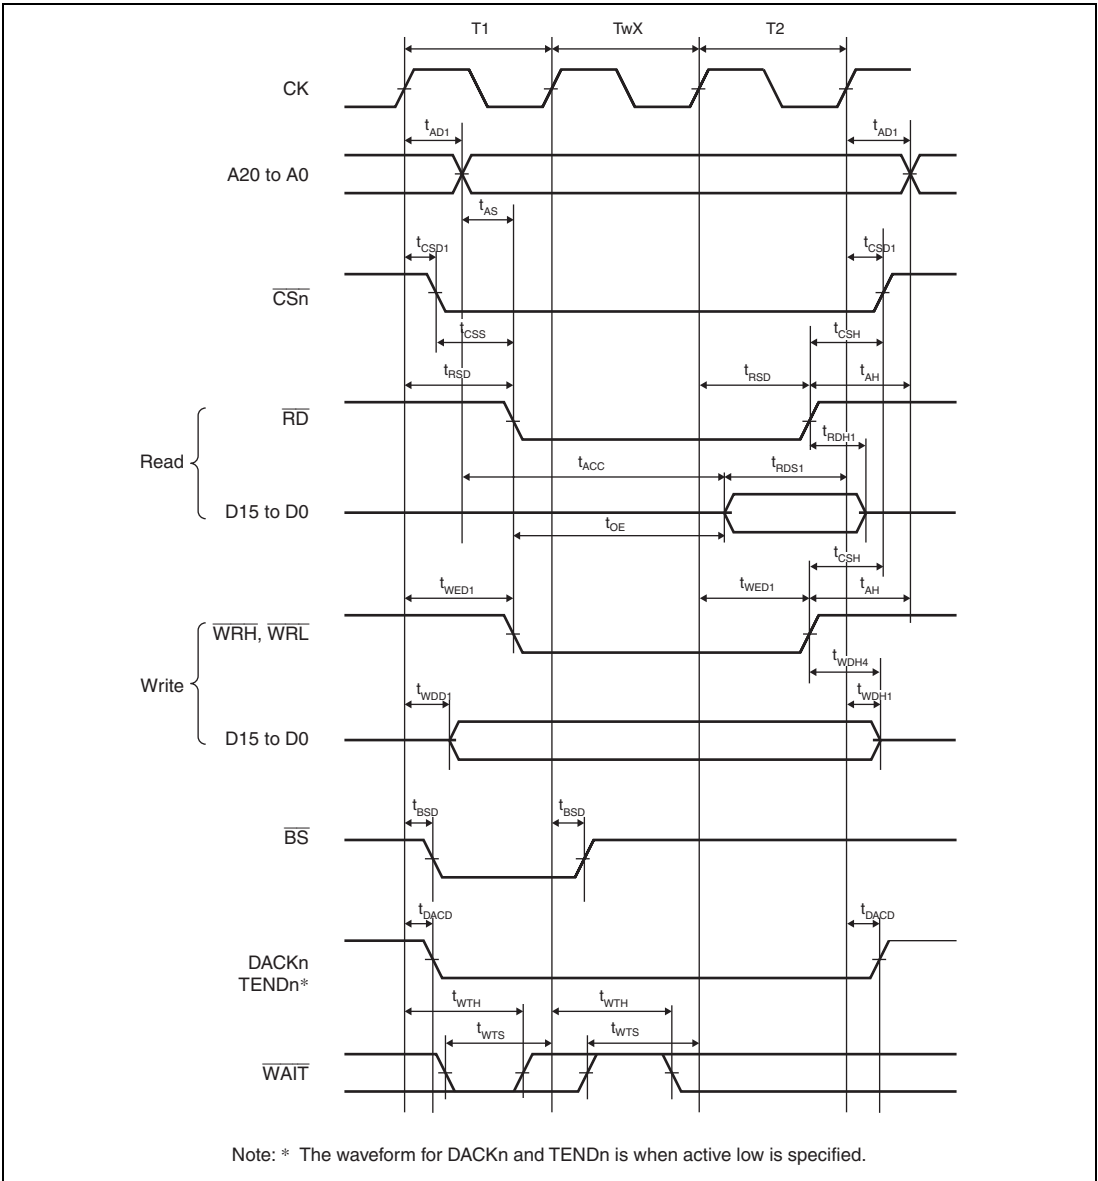 T1 TwX T2
CK
tAD1 tAD1
A20 to A0
tAS
tCSD1 tCSD1
CSn
tCSS tCSH
tRSD tRSD tAH
RD
tRDH1
Read
tACC tRDS1
D15 to D0
tOE
tCSH
tWED1 tWED1 tAH
WRH, WRL
tWDH4
Write
tWDD1 tWDH1
D15 to D0
tBSD tBSD
BS
tDACD tDACD
DACKn
TENDn*
tWTH tWTH
tWTS tWTS
WAIT
Note: * The waveform for DACKn and TENDn is when active low is specified.